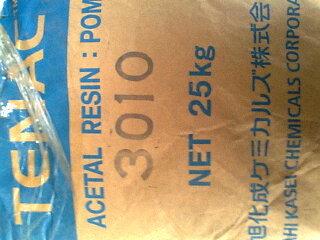 TENAC
ACETAL RESIN : POM
3010
NET 25kg
旭化成ケミカルズ株式会
AHI KASEI CHEMICALS CORPORA